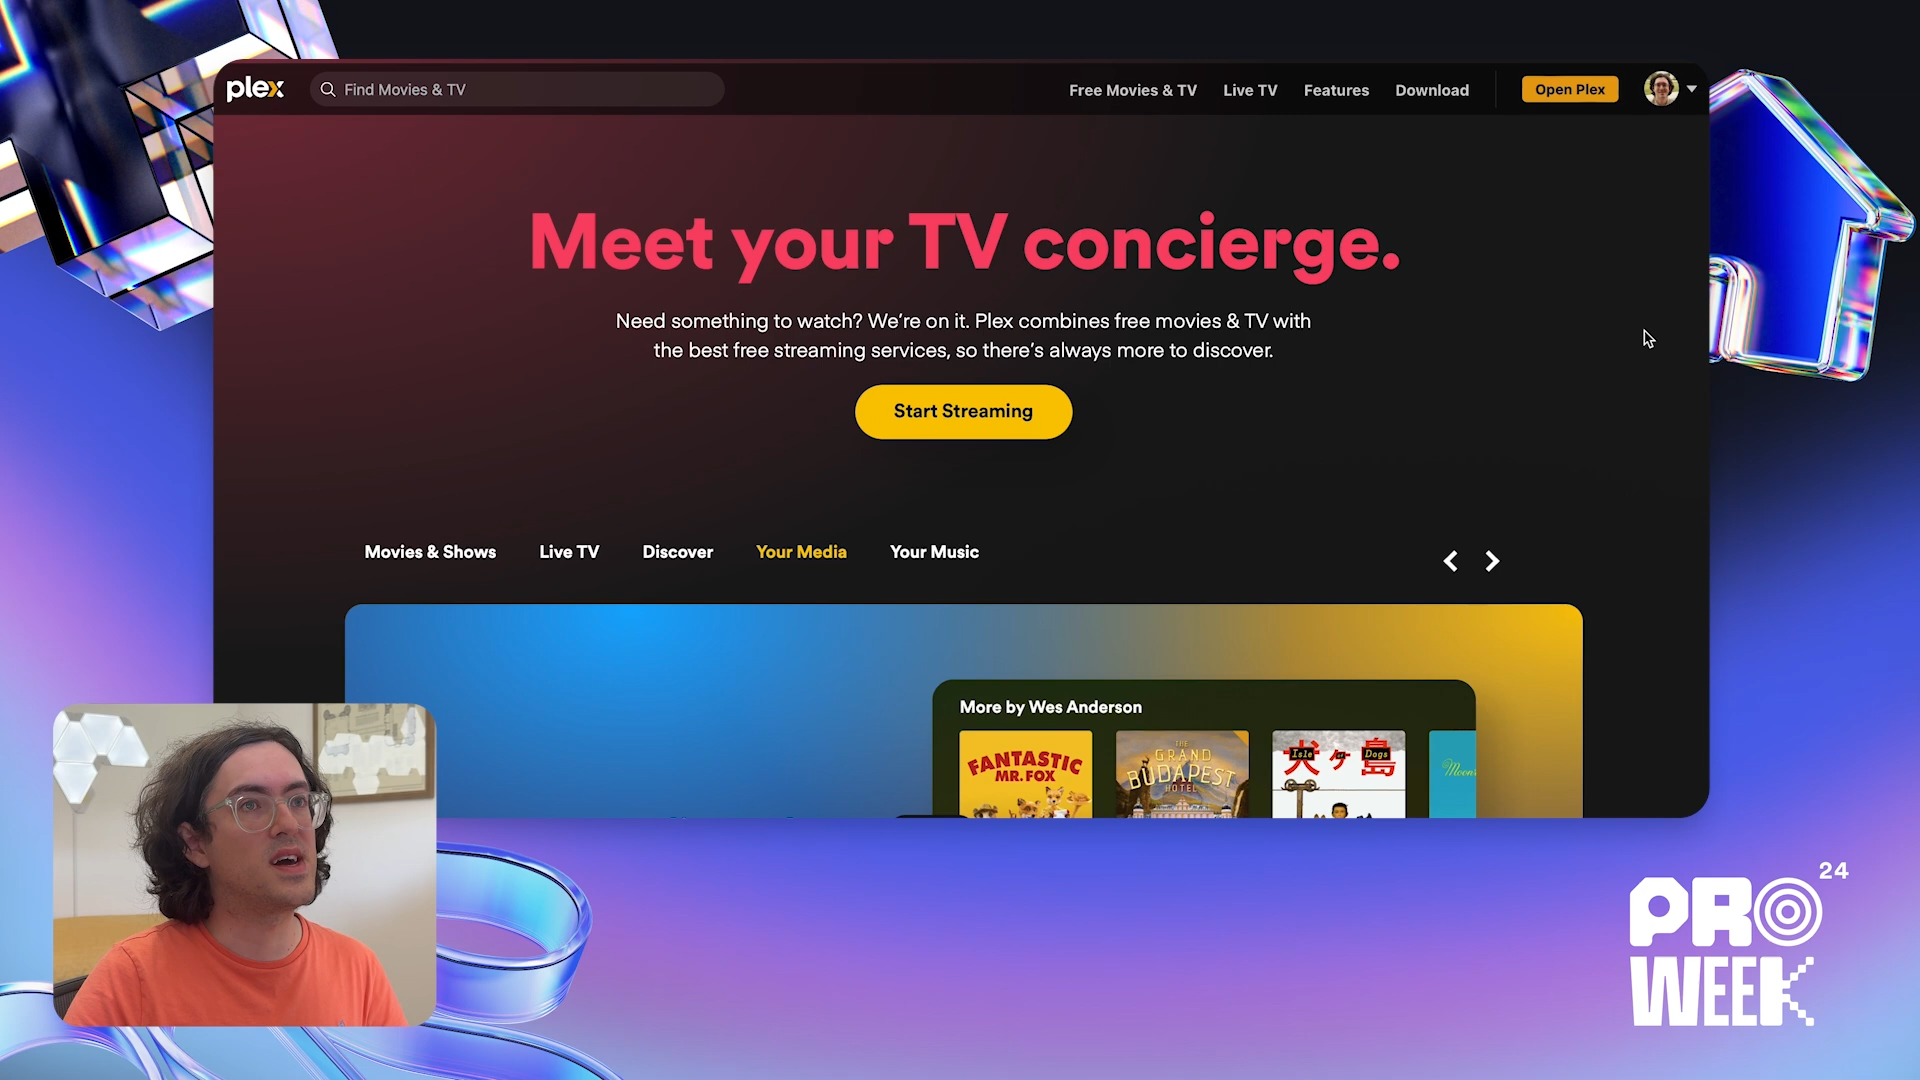 plex
Find Movies & TV
Free Movies & TV
Live TV
Features
Download
Open Plex
Meet your TV concierge.
Need something to watch? We’re on it. Plex combines free movies & TV with
the best free streaming services, so there’s always more to discover.
Start Streaming
Movies & Shows
Live TV
Discover
Your Media
Your Music
More by Wes Anderson
FANTASTIC
MR. FOX
THE
GRAND
BUDAPEST
HOTEL
犬ヶ島
Isle
Dogs
PRO
WEEK
24